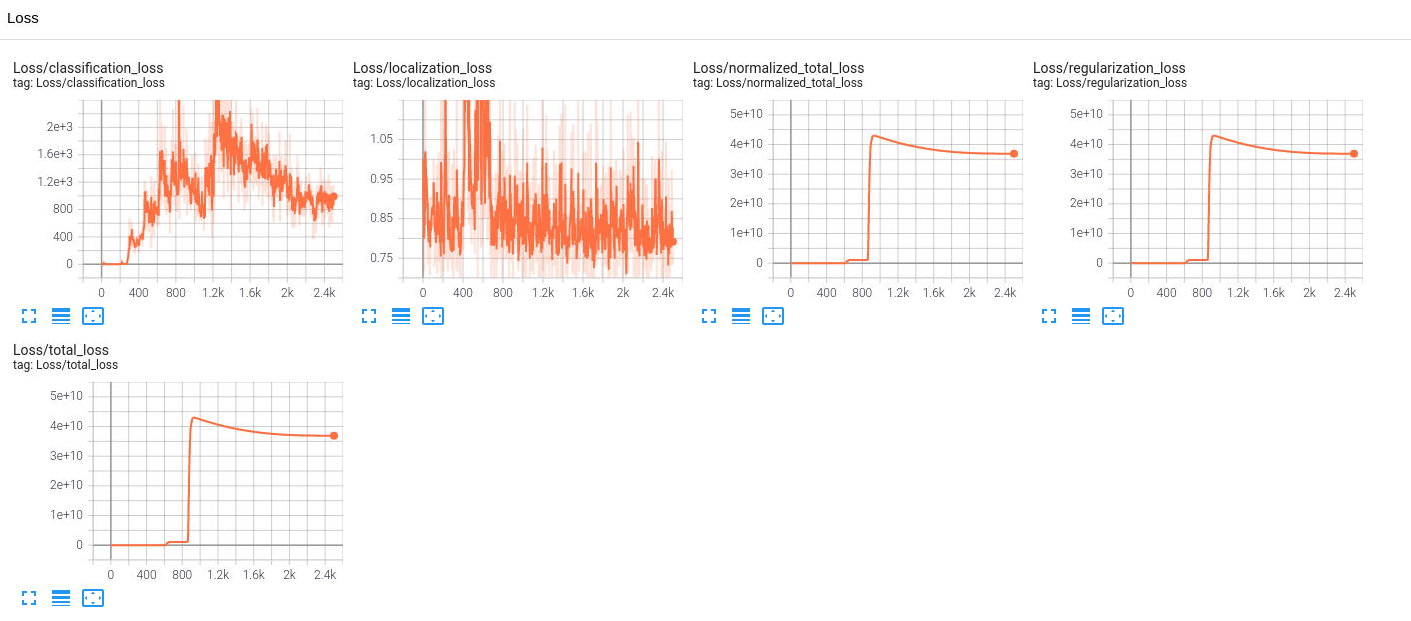 Loss
Loss/classification_loss
tag: Loss/classification_loss
2e+3
1.6e+3
1.2e+3
800
400
0
0 400 800 1.2k 1.6k 2k 2.4k
Loss/localization_loss
tag: Loss/localization_loss
1.05
0.95
0.85
0.75
0 400 800 1.2k 1.6k 2k 2.4k
Loss/normalized_total_loss
tag: Loss/normalized_total_loss
5e+10
4e+10
3e+10
2e+10
1e+10
0
0 400 800 1.2k 1.6k 2k 2.4k
Loss/regularization_loss
tag: Loss/regularization_loss
5e+10
4e+10
3e+10
2e+10
1e+10
0
0 400 800 1.2k 1.6k 2k 2.4k
Loss/total_loss
tag: Loss/total_loss
5e+10
4e+10
3e+10
2e+10
1e+10
0
0 400 800 1.2k 1.6k 2k 2.4k